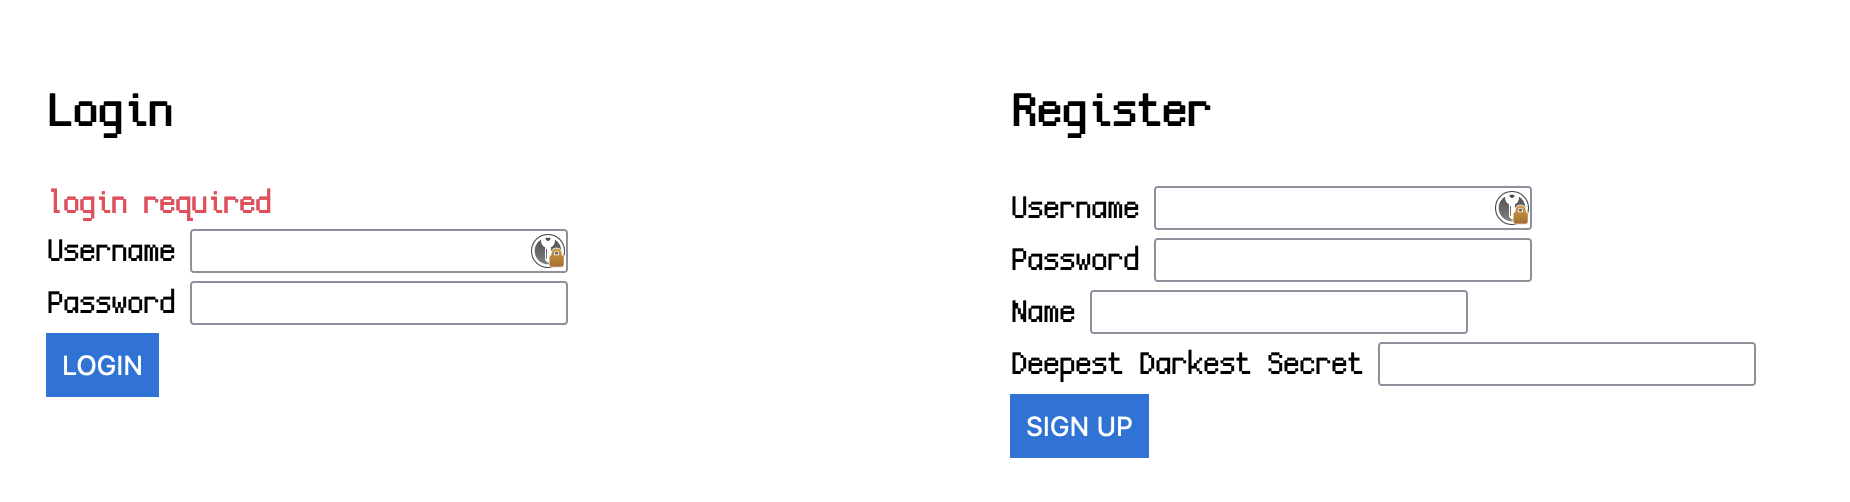 Login
login required
Username
Password
LOGIN
Register
Username
Password
Name
Deepest Darkest Secret
SIGN UP